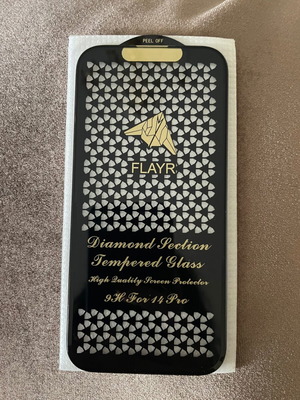 PEEL OFF
FLAYR
Diamond Section
Tempered Glass
High Quality Screen Protector
9H For 14 Pro